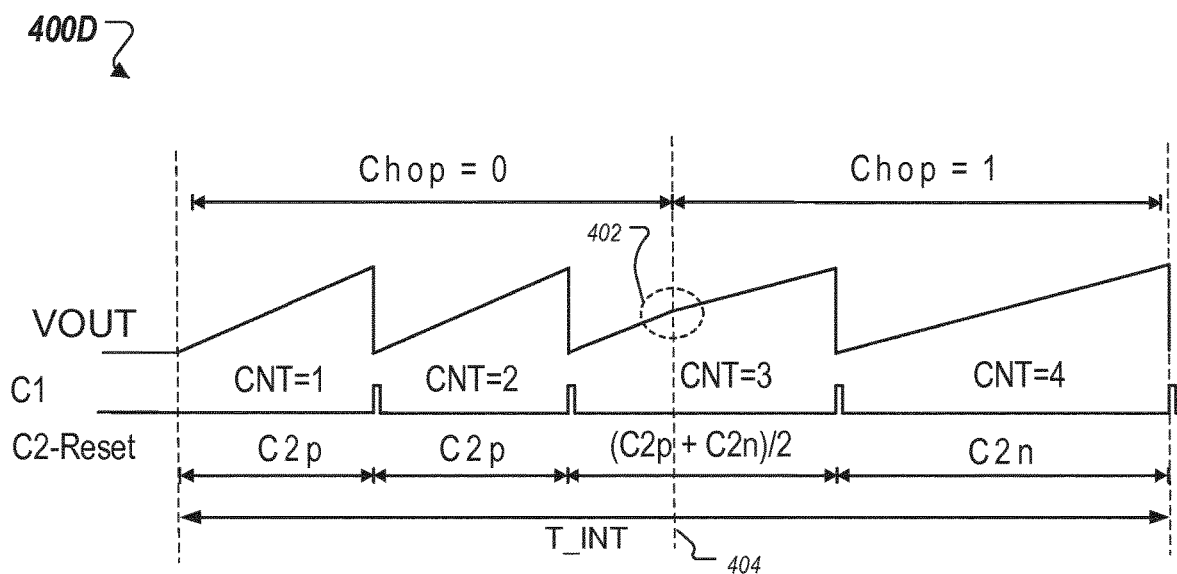 400D
Chop = 0
Chop = 1
402
VOUT
CNT=1
CNT=2
CNT=3
CNT=4
C1
C2-Reset
C2p
C2p
(C2p + C2n)/2
C2n
T_INT
404